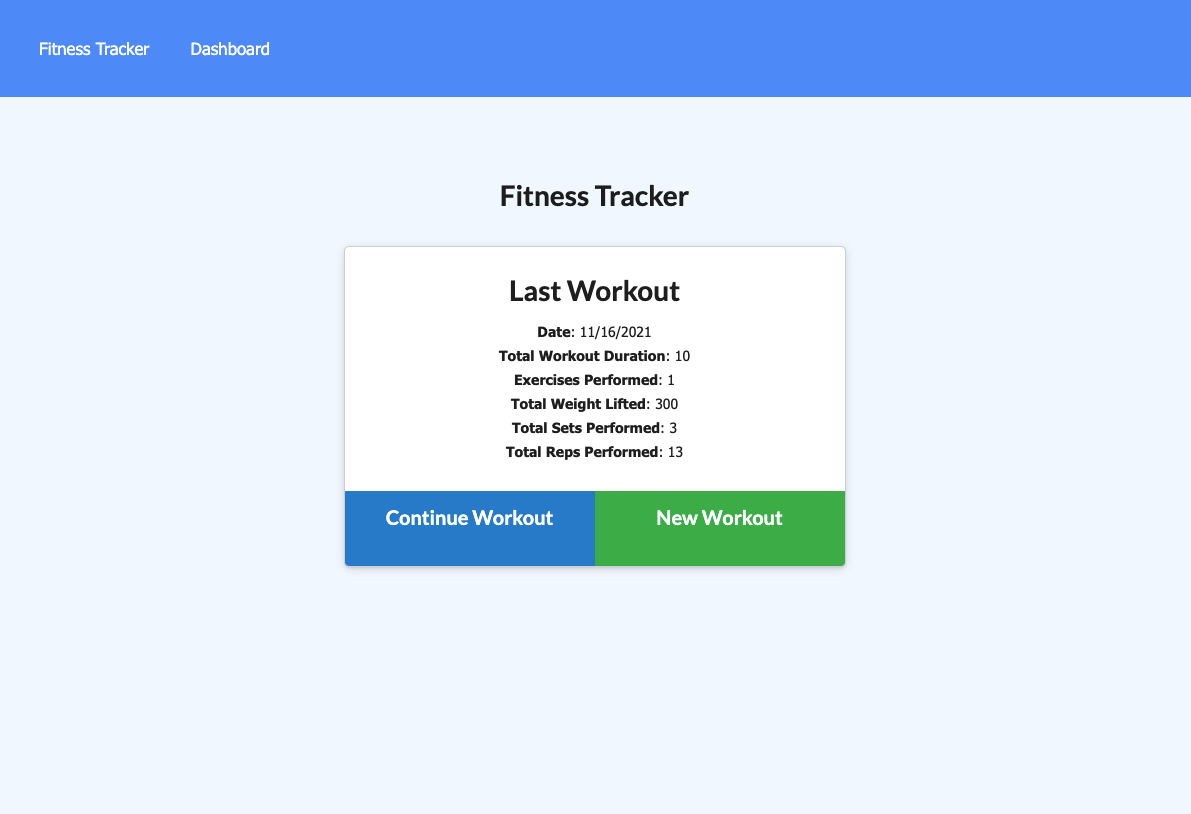 Fitness Tracker Dashboard
Fitness Tracker
Last Workout
Date: 11/16/2021
Total Workout Duration: 10
Exercises Performed: 1
Total Weight Lifted: 300
Total Sets Performed: 3
Total Reps Performed: 13
Continue Workout New Workout